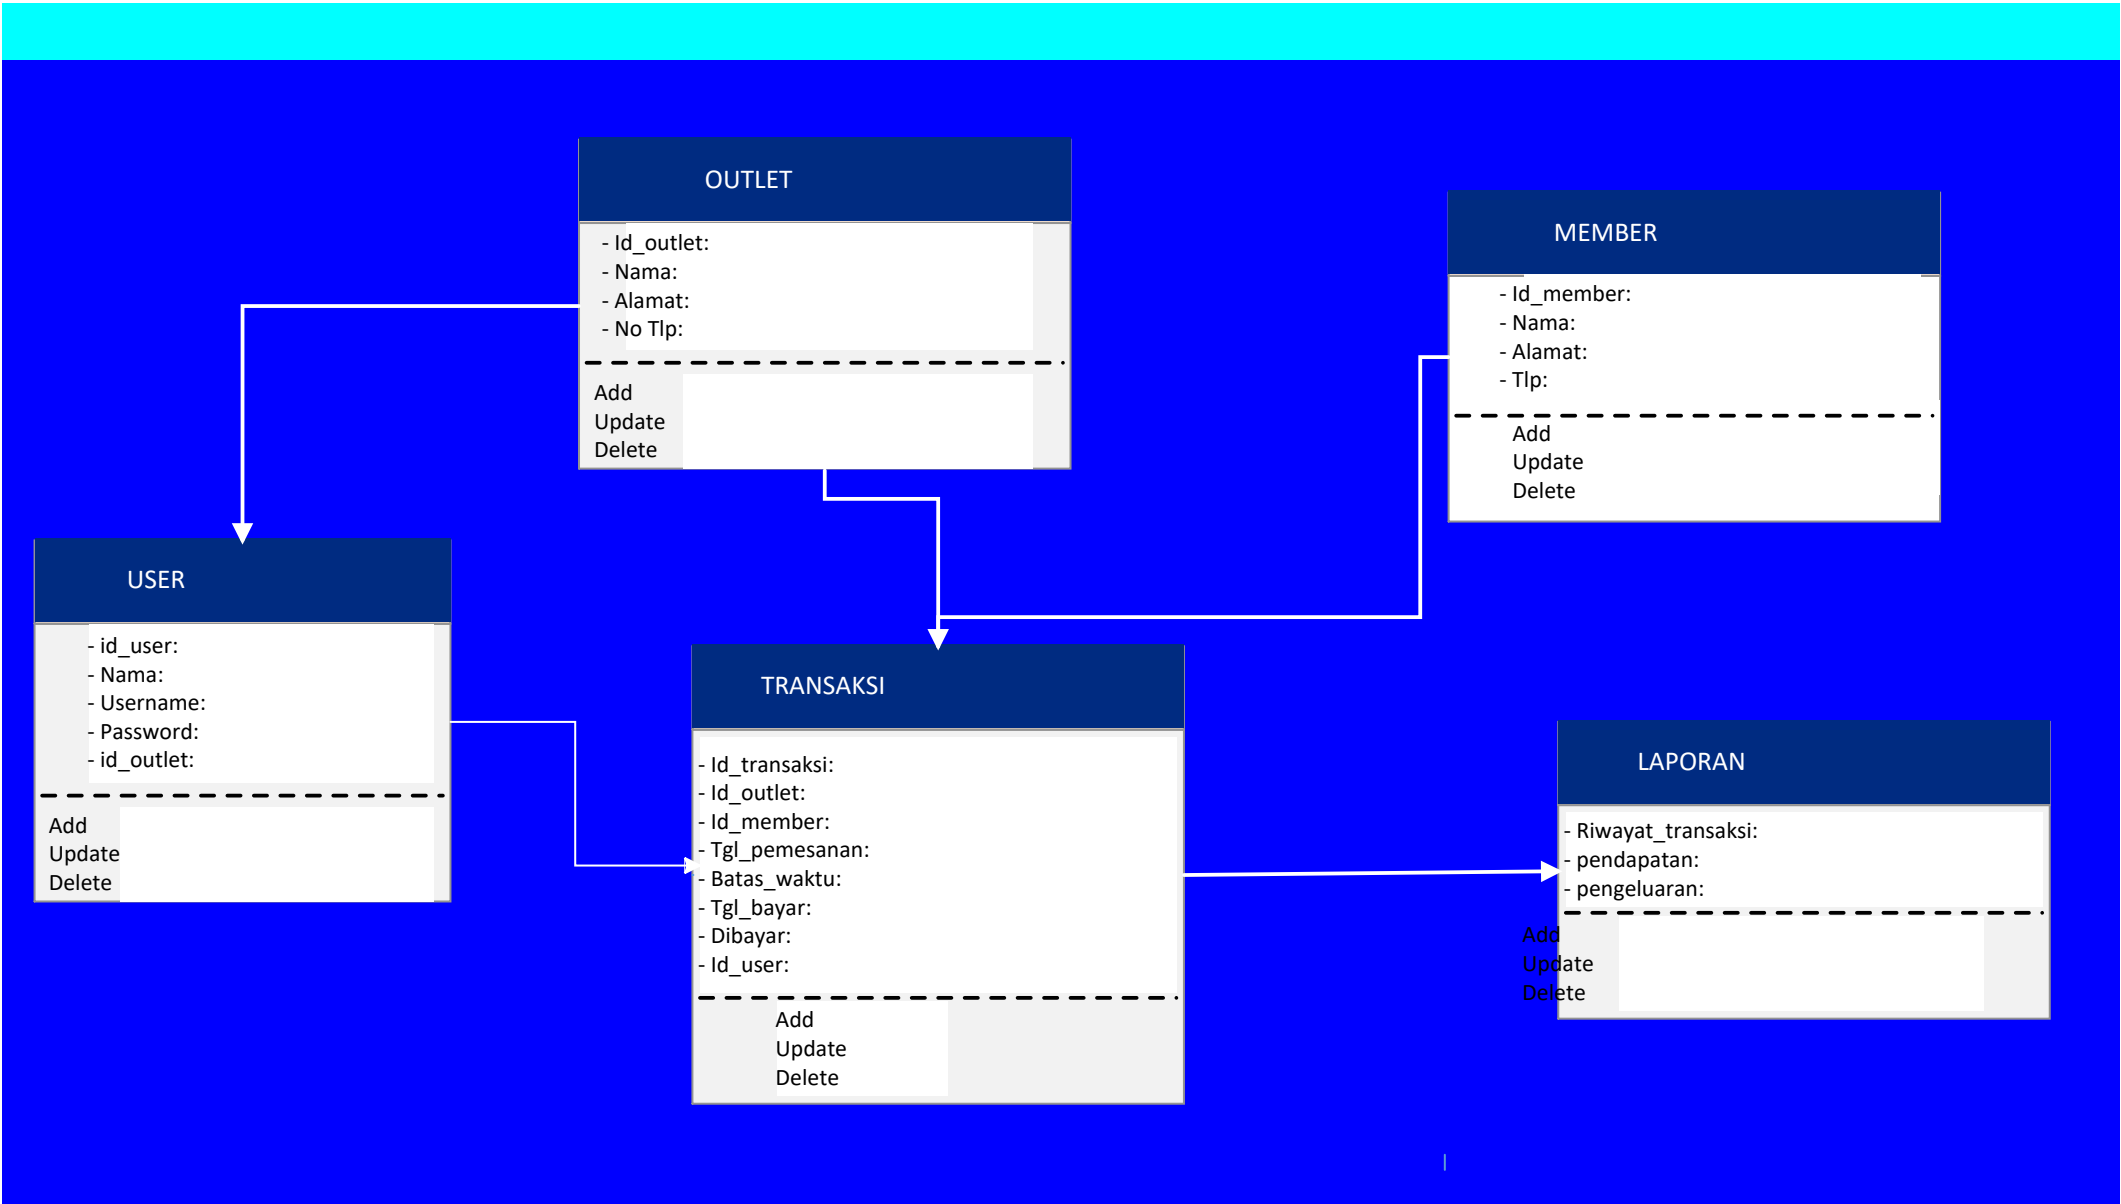 OUTLET
- Id_outlet:
- Nama:
- Alamat:
- No Tlp:
Add
Update
Delete
MEMBER
- Id_member:
- Nama:
- Alamat:
- Tlp:
Add
Update
Delete
USER
- id_user:
- Nama:
- Username:
- Password:
- id_outlet:
Add
Update
Delete
TRANSAKSI
- Id_transaksi:
- Id_outlet:
- Id_member:
- Tgl_pemesanan:
- Batas_waktu:
- Tgl_bayar:
- Dibayar:
- Id_user:
Add
Update
Delete
LAPORAN
- Riwayat_transaksi:
- pendapatan:
- pengeluaran:
Add
Update
Delete